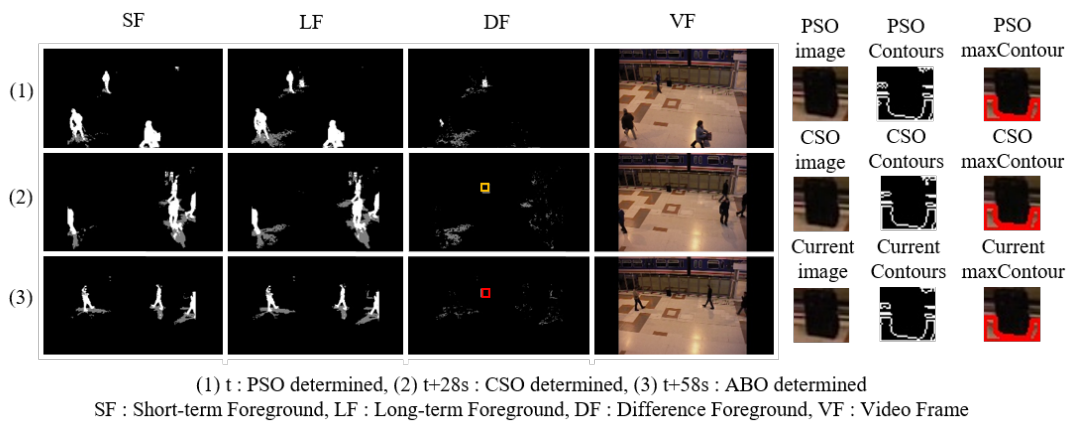 SF LF DF VF
PSO image
PSO Contours
PSO maxContour
(1)
CSO image
CSO Contours
CSO maxContour
(2)
Current image
Current Contours
Current maxContour
(3)
(1) t : PSO determined, (2) t+28s : CSO determined, (3) t+58s : ABO determined
SF : Short-term Foreground, LF : Long-term Foreground, DF : Difference Foreground, VF : Video Frame